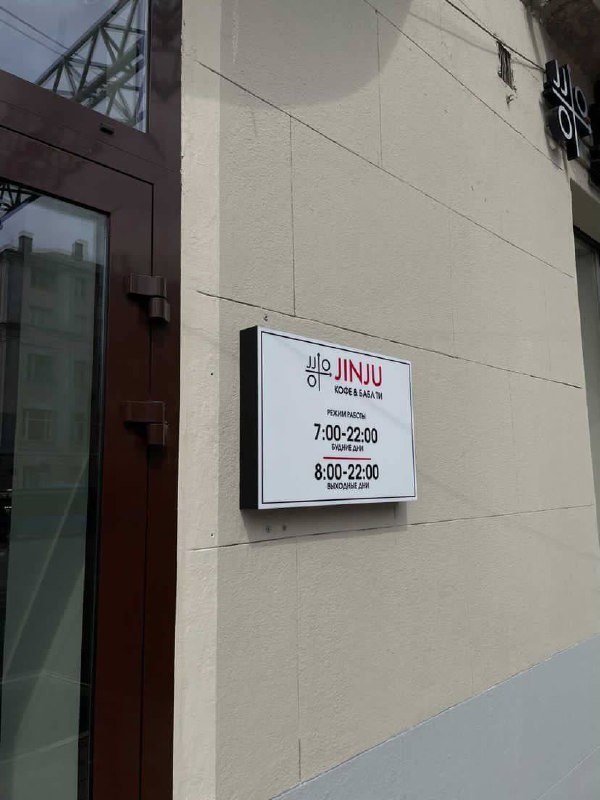 JINJU
КОФЕ & БАБЛ ТИ
РЕЖИМ РАБОТЫ
7:00-22:00
БУДНИЕ ДНИ
8:00-22:00
ВЫХОДНЫЕ ДНИ